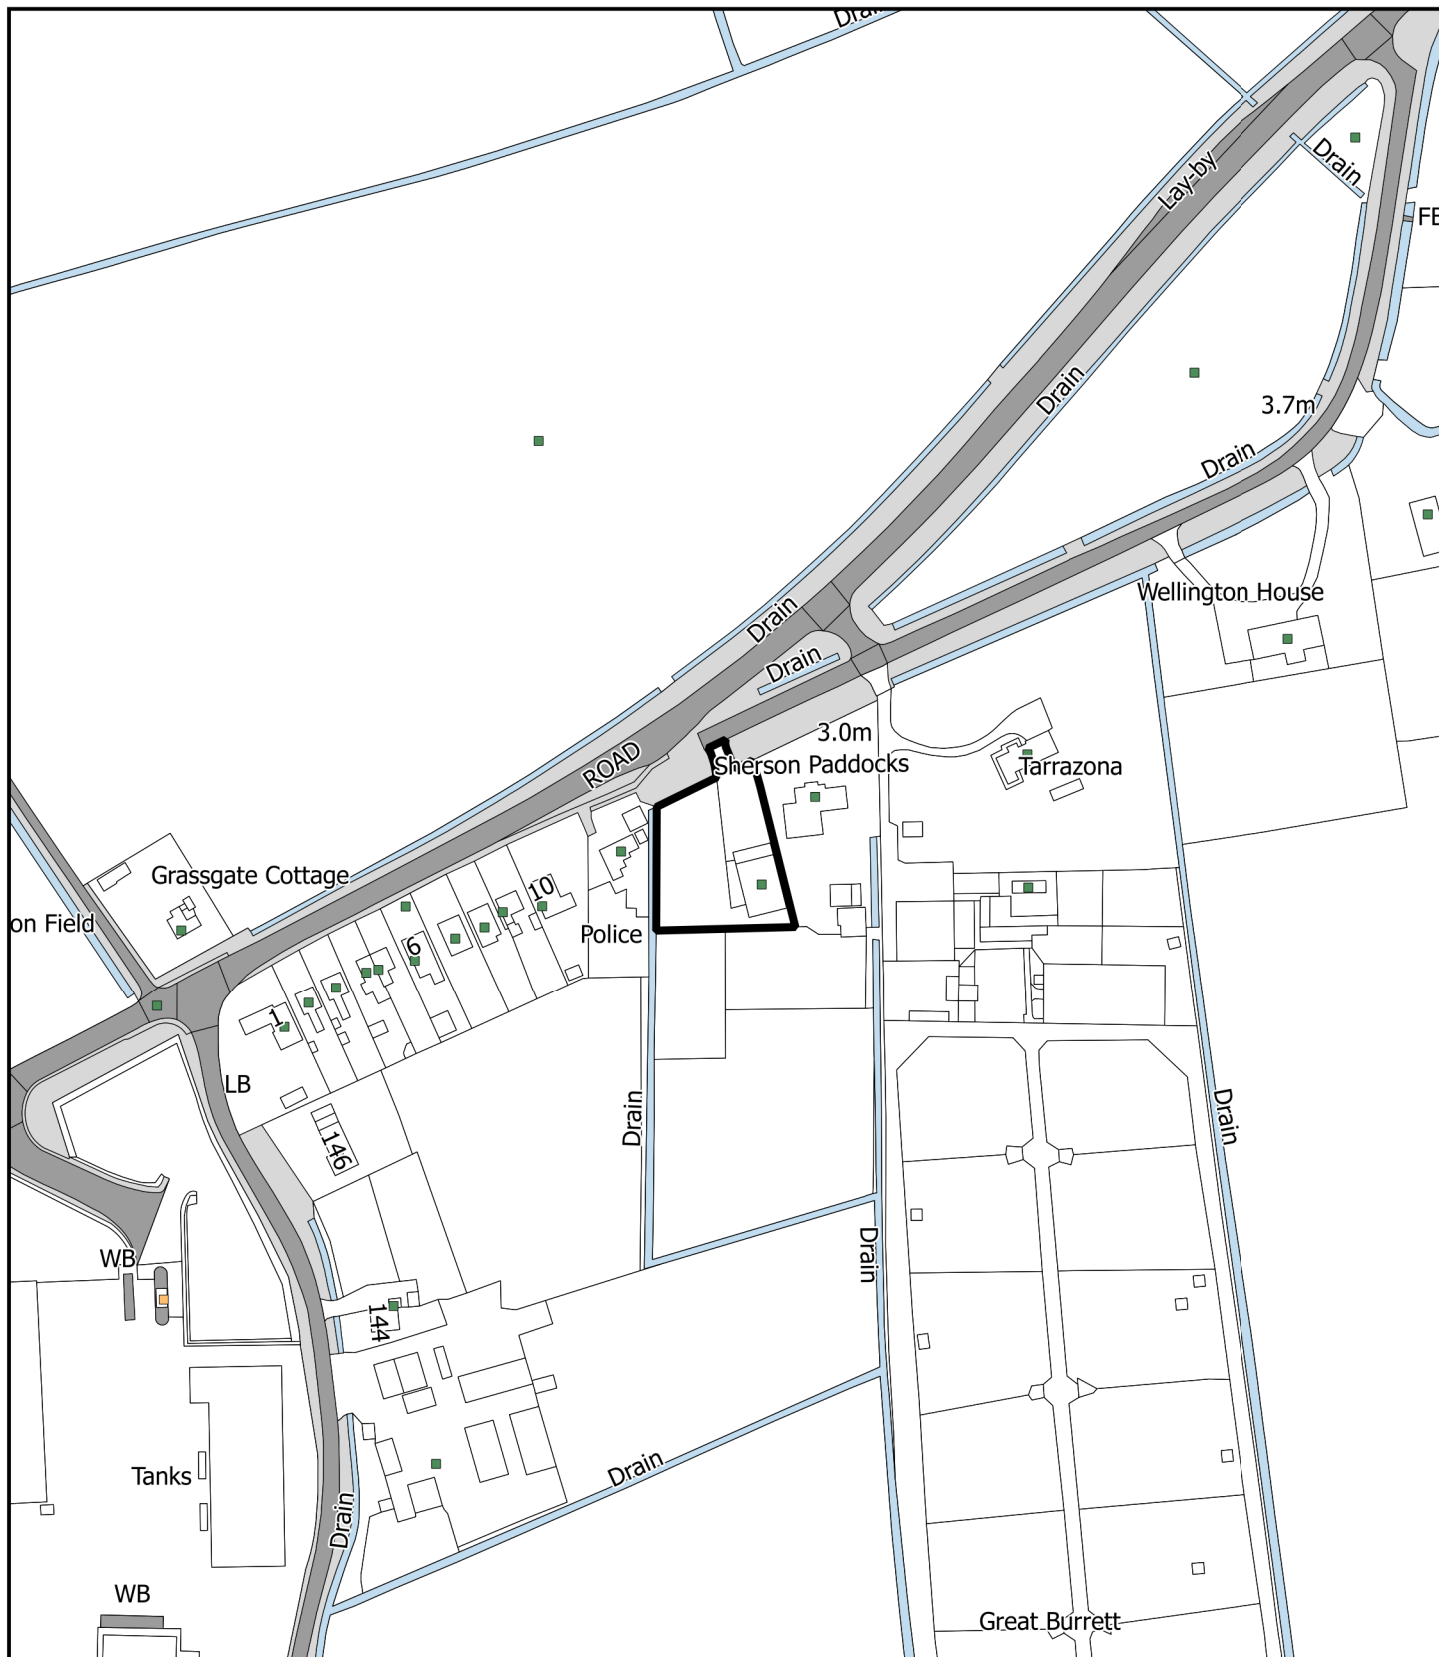 Drain
Lay-by
Drain
FB
Drain
3.7m
Drain
Wellington House
Drain
Drain
3.0m
ROAD
Sherson Paddocks
Tarrazona
Grassgate Cottage
10
on Field
Police
6
1
LB
Drain
Drain
146
Drain
WB
144
Drain
Tanks
Drain
WB
Great Burrett